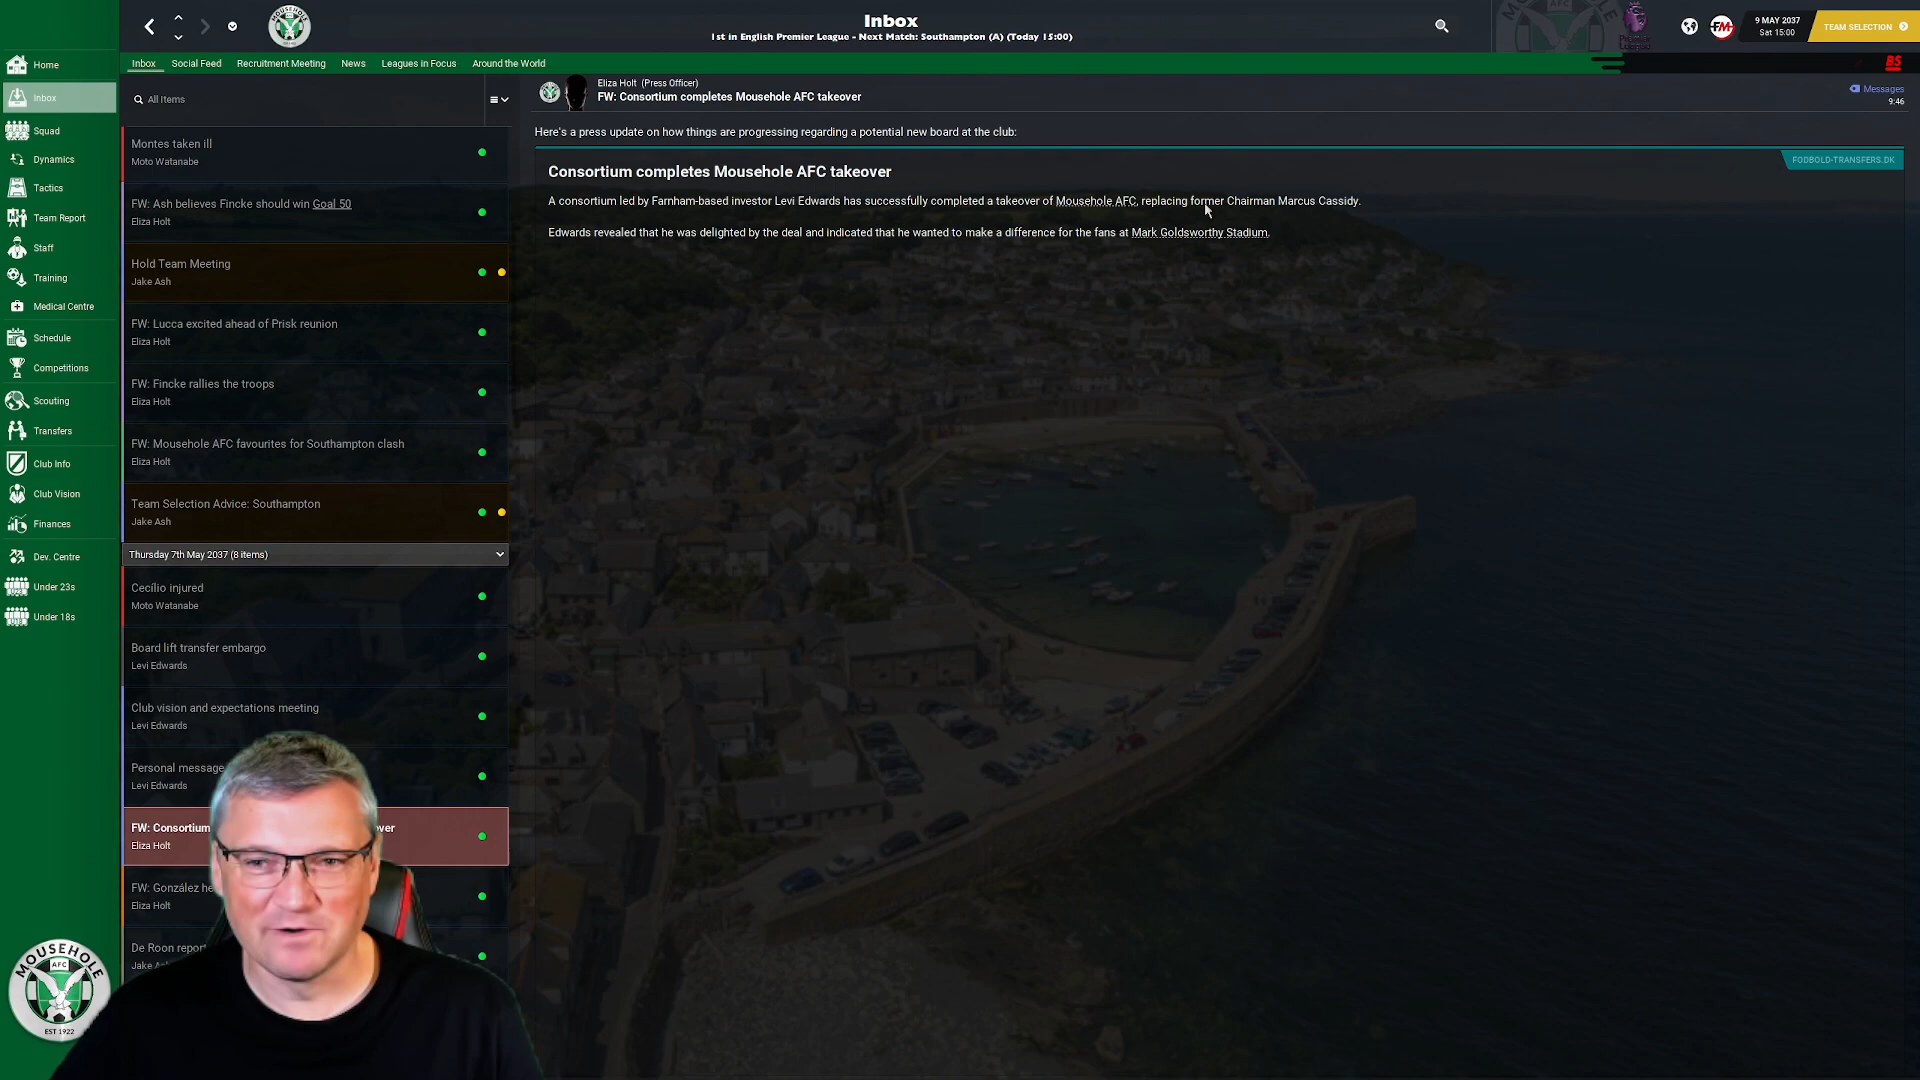 Inbox
1st in English Premier League - Next Match: Southampton (A) (Today 15:00)
9 MAY 2037
Sat 15:00
TEAM SELECTION
FM
BS
Inbox
Social Feed
Recruitment Meeting
News
Leagues in Focus
Around the World
Home
Inbox
Squad
Dynamics
Tactics
Team Report
Staff
Training
Medical Centre
Schedule
Competitions
Scouting
Transfers
Club Info
Club Vision
Finances
Dev. Centre
Under 23s
Under 18s
MOUSEHOLE
AFC
EST 1922
All Items
Montes taken ill
Moto Watanabe
FW: Ash believes Fincke should win Goal 50
Eliza Holt
Hold Team Meeting
Jake Ash
FW: Lucca excited ahead of Prisk reunion
Eliza Holt
FW: Fincke rallies the troops
Eliza Holt
FW: Mousehole AFC favourites for Southampton clash
Eliza Holt
Team Selection Advice: Southampton
Jake Ash
Thursday 7th May 2037 (8 items)
Cecílio injured
Moto Watanabe
Board lift transfer embargo
Levi Edwards
Club vision and expectations meeting
Levi Edwards
Personal message
Levi Edwards
FW: Consortium
Eliza Holt
FW: González
Eliza Holt
De Roon report
Eliza Holt (Press Officer)
FW: Consortium completes Mousehole AFC takeover
Messages
9:46
Here's a press update on how things are progressing regarding a potential new board at the club:
FODBOLD-TRANSFERS.DK
Consortium completes Mousehole AFC takeover
A consortium led by Farnham-based investor Levi Edwards has successfully completed a takeover of Mousehole AFC, replacing former Chairman Marcus Cassidy.
Edwards revealed that he was delighted by the deal and indicated that he wanted to make a difference for the fans at Mark Goldsworthy Stadium.